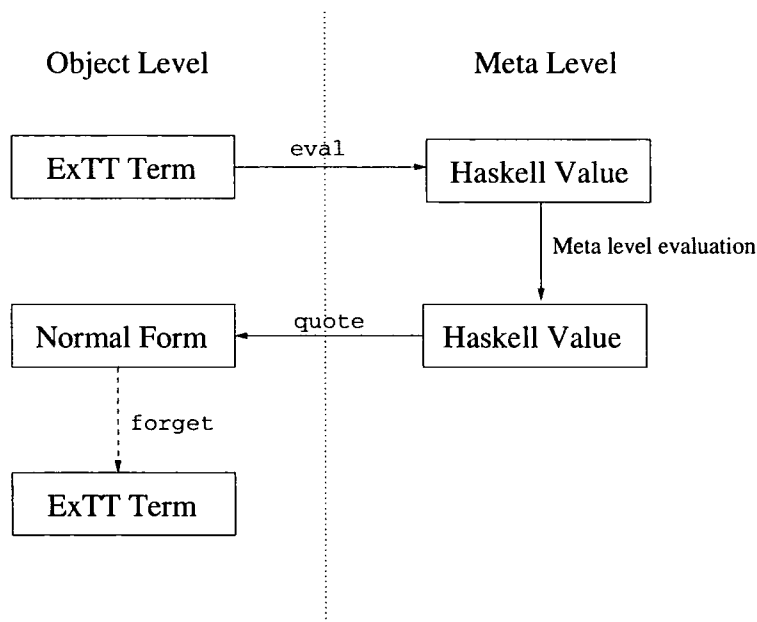 Object Level
Meta Level
ExTT Term
eval
Haskell Value
Meta level evaluation
Normal Form
quote
Haskell Value
forget
ExTT Term